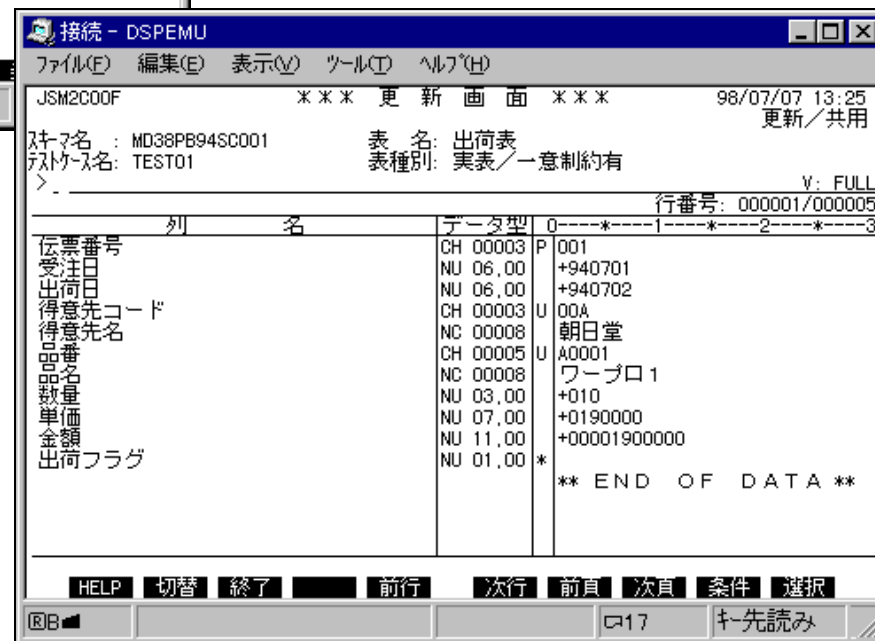 接続 - DSPEMU
ファイル(F) 編集(E) 表示(V) ツール(T) ヘルプ(H)
JSM2C00F *** 更 新 画 面 *** 98/07/07 13:25
更新/共用
スキーマ名 : MD38PB94SC001 表 名: 出荷表
テストケース名: TEST01 表種別: 実表/一意制約有
>_ V: FULL
行番号: 000001/000005
列 名 データ型 0----*----1----*----2----*----3
伝票番号 CH 00003 P 001
受注日 NU 06,00 +940701
出荷日 NU 06,00 +940702
得意先コード CH 00003 U 00A
得意先名 NC 00008 朝日堂
品番 CH 00005 U A0001
品名 NC 00008 ワープロ1
数量 NU 03,00 +010
単価 NU 07,00 +0190000
金額 NU 11,00 +00001900000
出荷フラグ NU 01,00 *
** END OF DATA **
HELP 切替 終了 前行 次行 前頁 次頁 条件 選択
R B 17 キー先読み